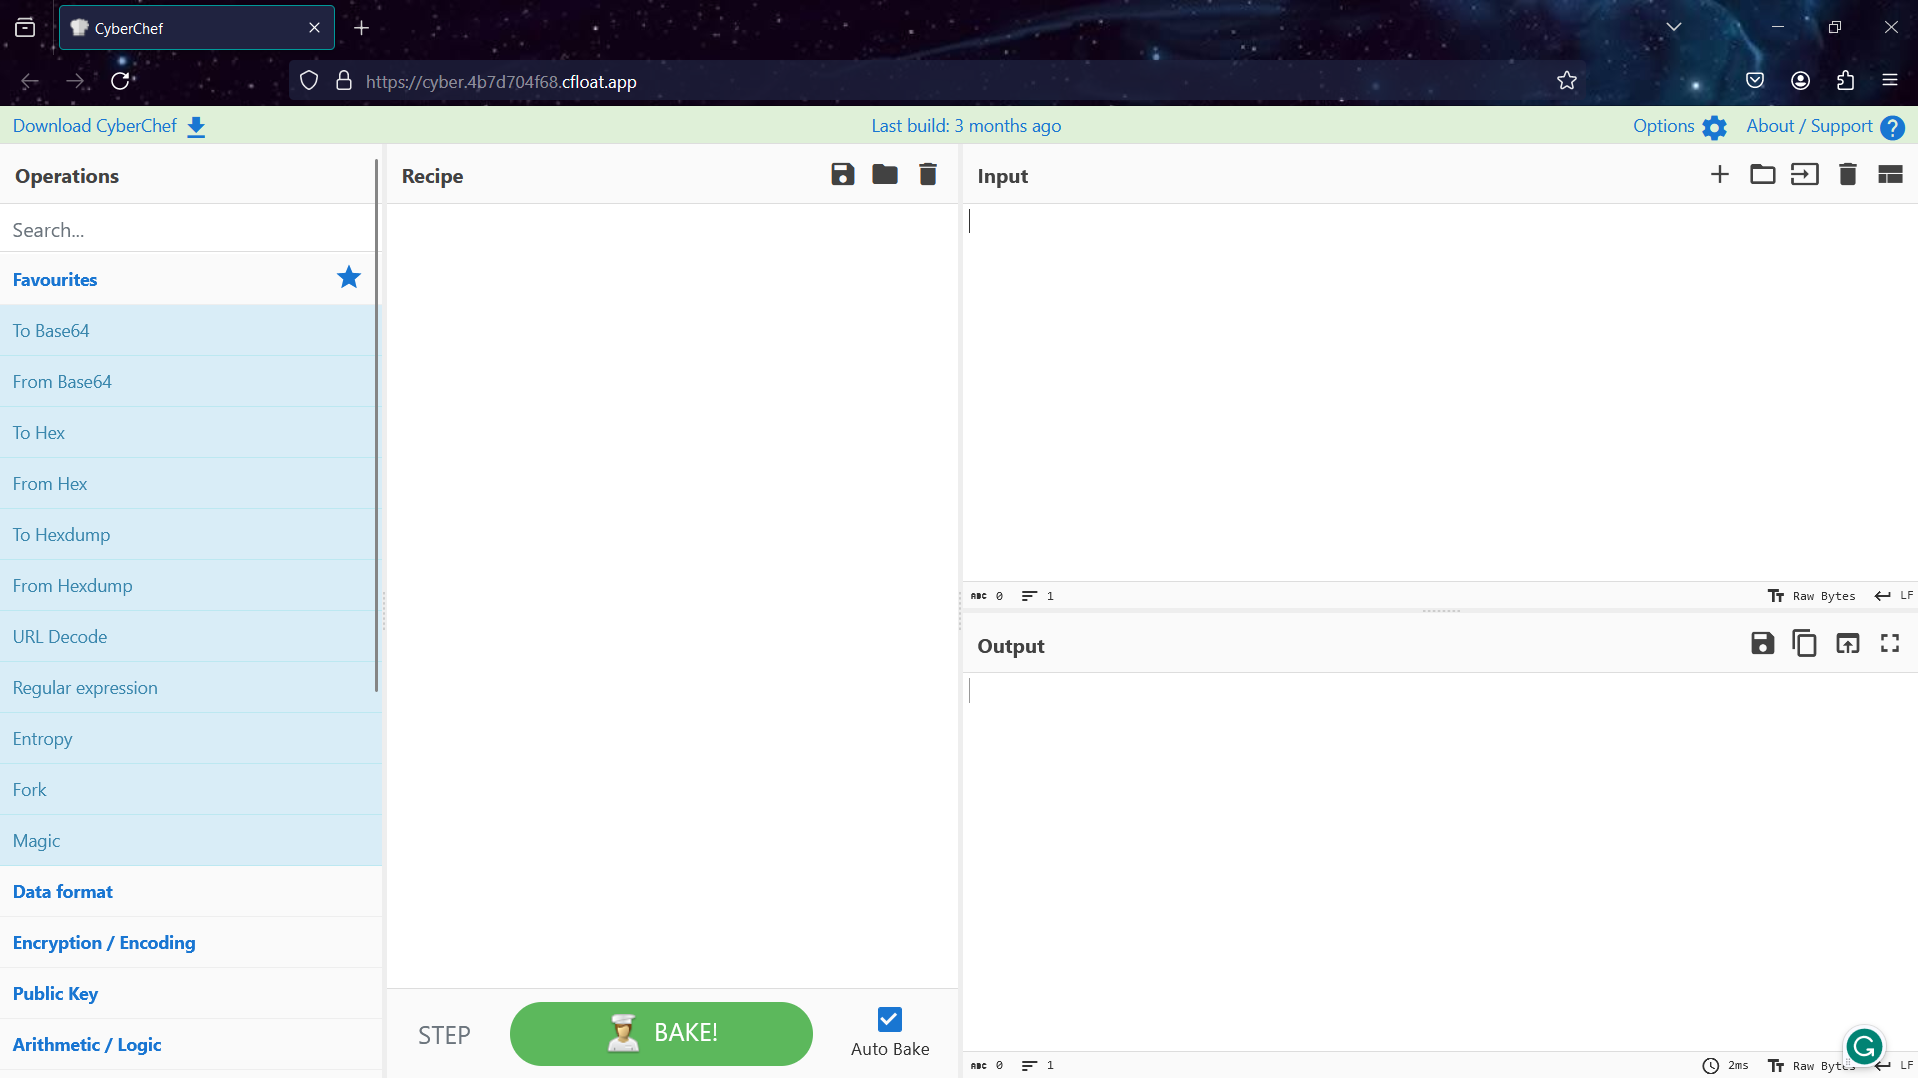 CyberChef
https://cyber.4b7d704f68.cfloat.app
Download CyberChef
Last build: 3 months ago
Options
About / Support
Operations
Search...
Favourites
To Base64
From Base64
To Hex
From Hex
To Hexdump
From Hexdump
URL Decode
Regular expression
Entropy
Fork
Magic
Data format
Encryption / Encoding
Public Key
Arithmetic / Logic
Recipe
STEP
BAKE!
Auto Bake
Input
ABC 0
1
Raw Bytes
LF
Output
ABC 0
1
2ms
Raw Bytes
LF